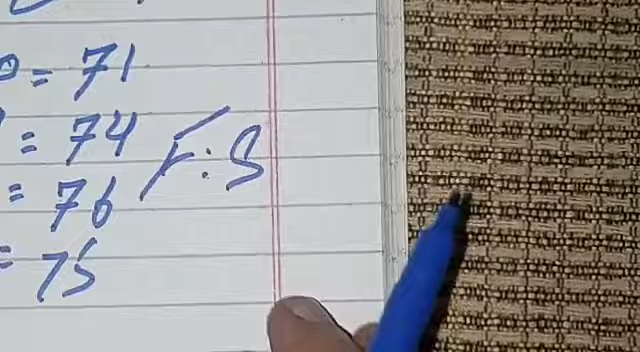 = 71
= 74
F.S
= 76
= 75